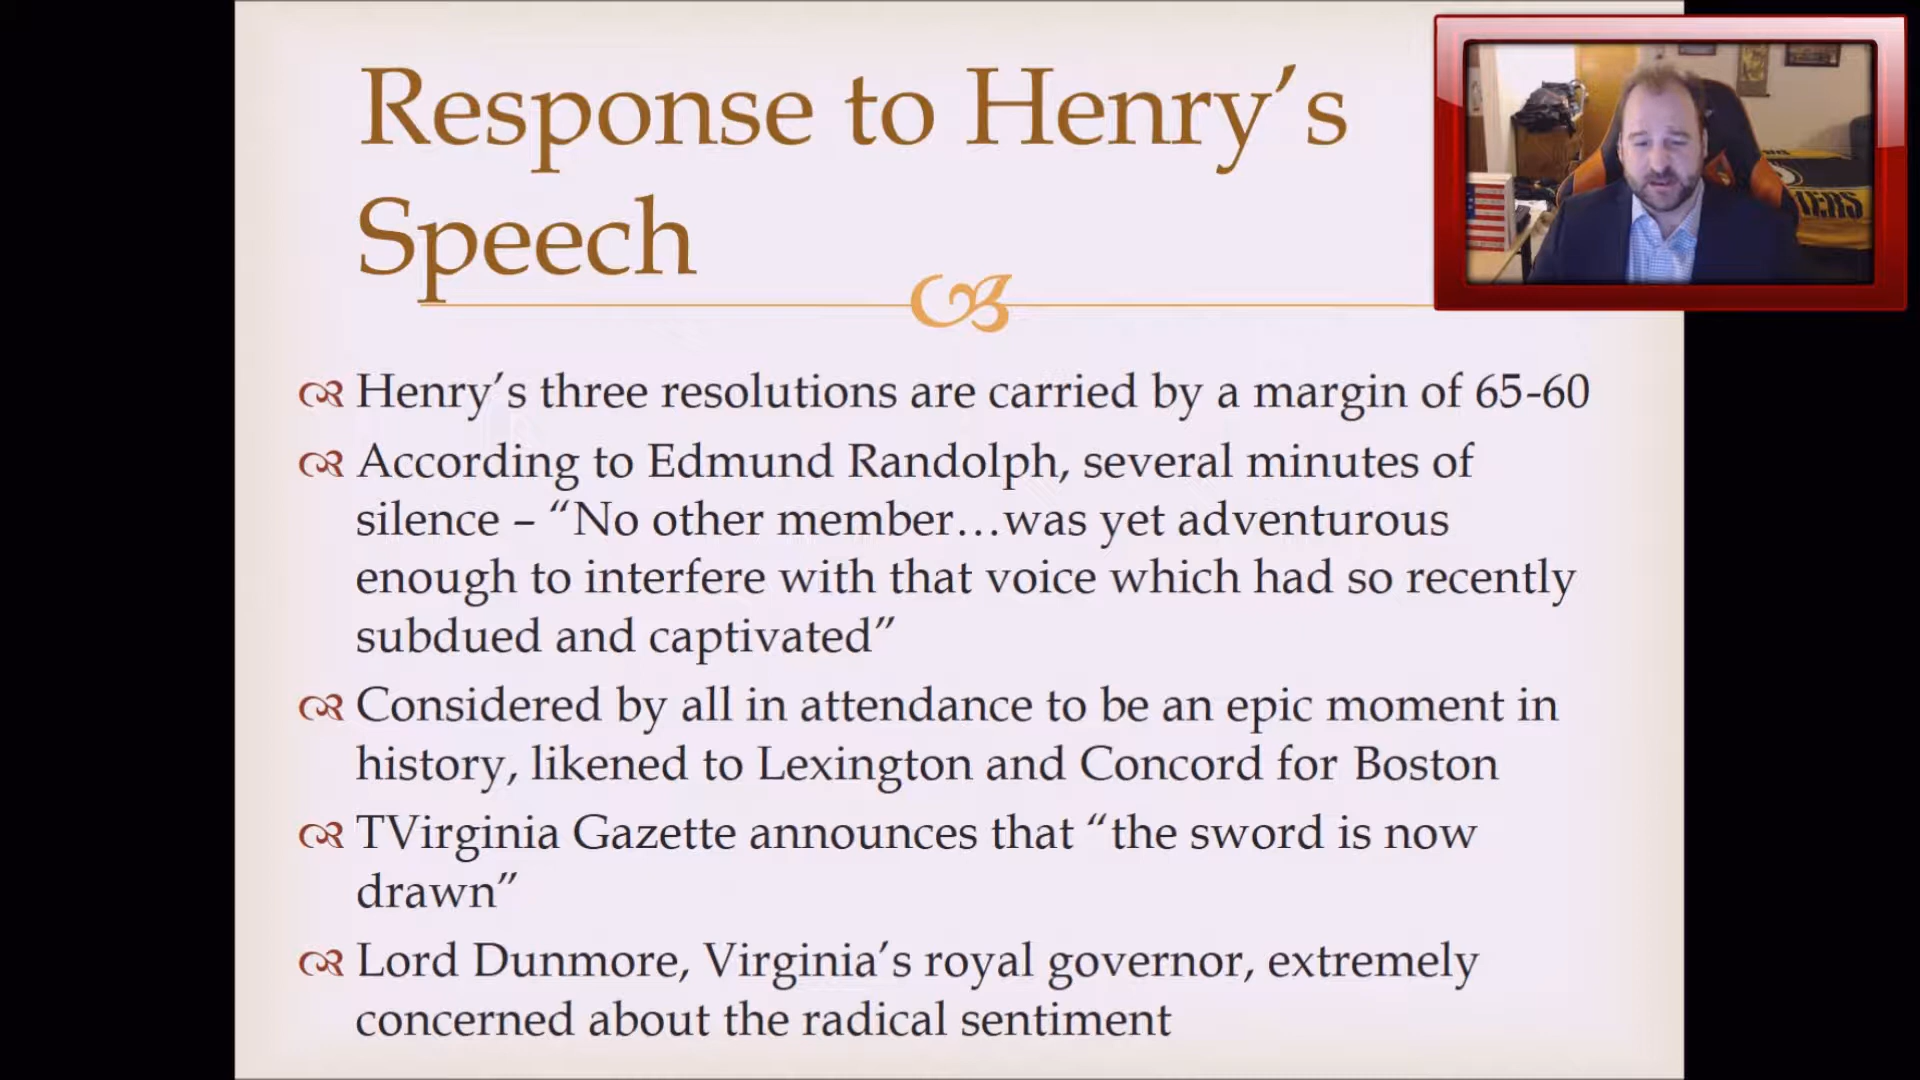 Response to Henry’s
Speech
Henry’s three resolutions are carried by a margin of 65-60
According to Edmund Randolph, several minutes of
silence – “No other member…was yet adventurous
enough to interfere with that voice which had so recently
subdued and captivated”
Considered by all in attendance to be an epic moment in
history, likened to Lexington and Concord for Boston
TVirginia Gazette announces that “the sword is now
drawn”
Lord Dunmore, Virginia’s royal governor, extremely
concerned about the radical sentiment